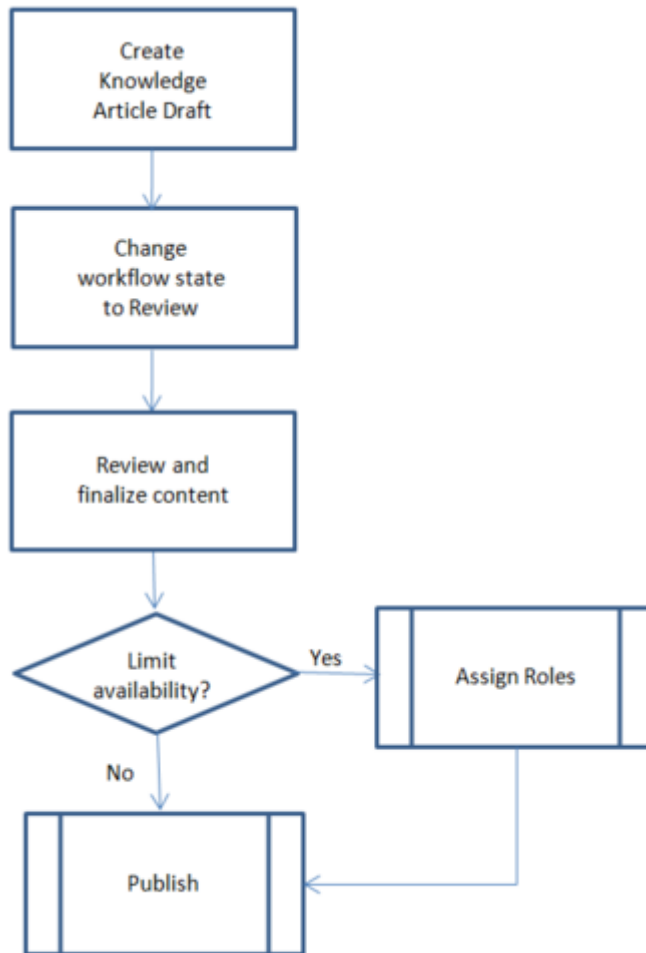 Create
Knowledge
Article Draft
Change
workflow state
to Review
Review and
finalize content
Limit
availability?
Yes
Assign Roles
No
Publish